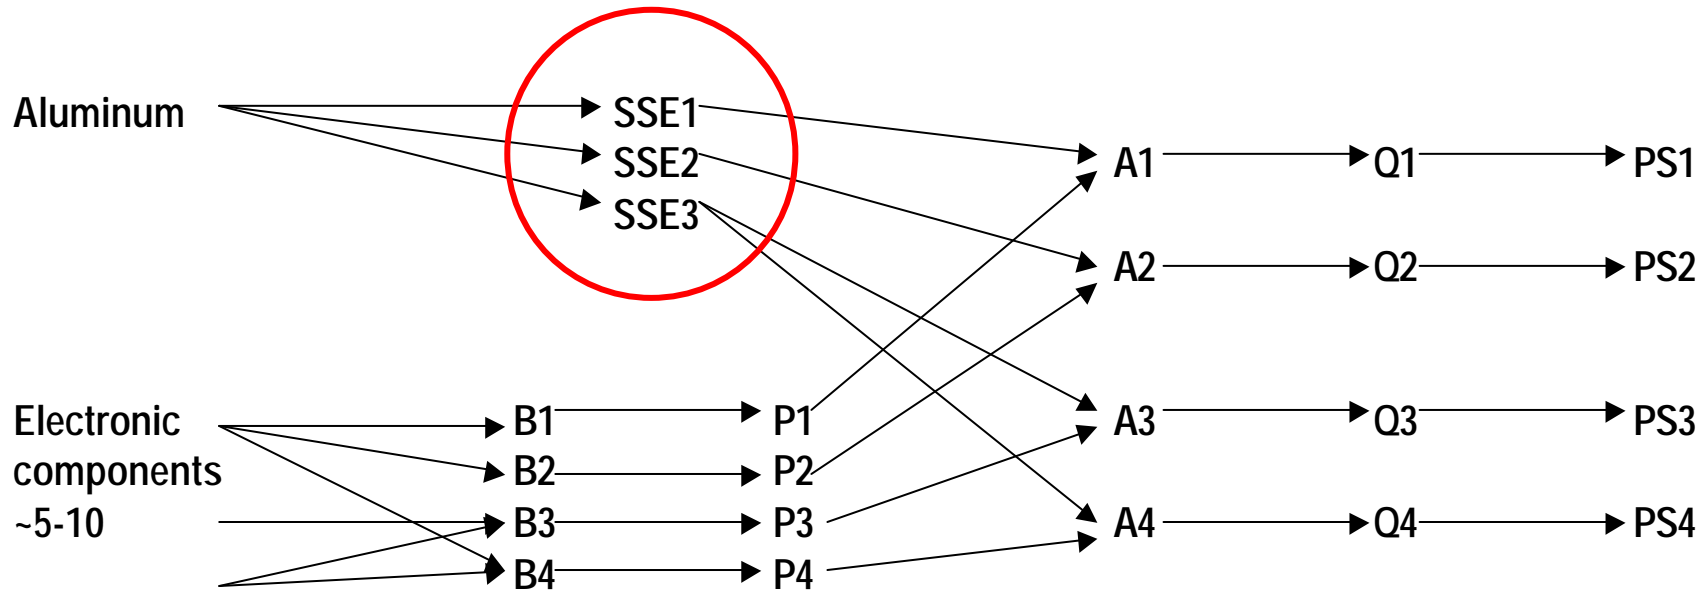 Aluminum
SSE1
SSE2
SSE3
A1 Q1 PS1
A2 Q2 PS2
Electronic
components
~5-10
B1 P1
B2 P2
B3 P3
B4 P4
A3 Q3 PS3
A4 Q4 PS4